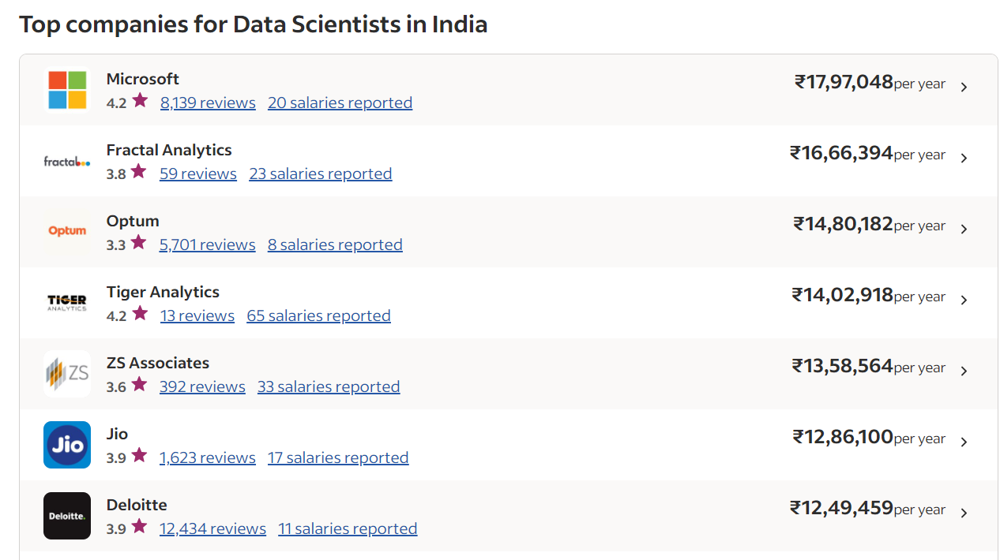 Top companies for Data Scientists in India
Microsoft
₹17,97,048per year
4.2 8,139 reviews 20 salaries reported
fractal
Fractal Analytics
₹16,66,394per year
3.8 59 reviews 23 salaries reported
Optum
Optum
₹14,80,182per year
3.3 5,701 reviews 8 salaries reported
TIGER
ANALYTICS
Tiger Analytics
₹14,02,918per year
4.2 13 reviews 65 salaries reported
ZS
ZS Associates
₹13,58,564per year
3.6 392 reviews 33 salaries reported
Jio
Jio
₹12,86,100per year
3.9 1,623 reviews 17 salaries reported
Deloitte.
Deloitte
₹12,49,459per year
3.9 12,434 reviews 11 salaries reported